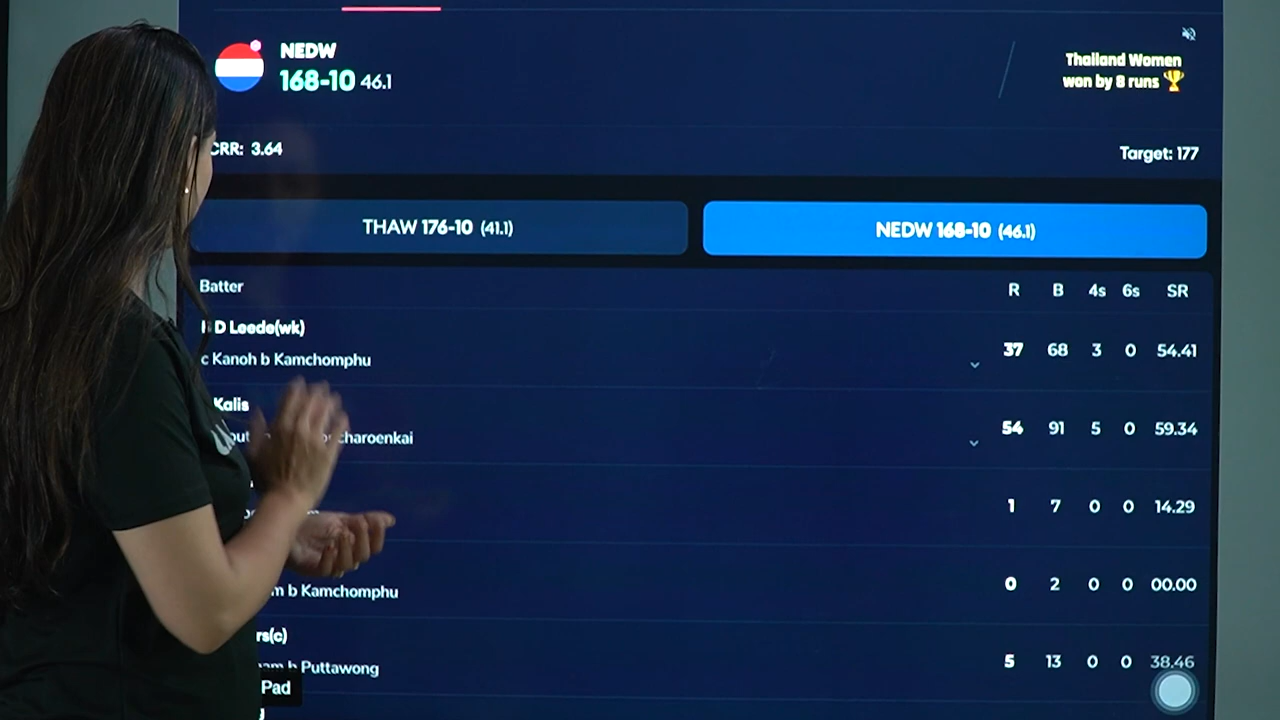 NEDW
168-10 46.1
Thailand Women
won by 8 runs
CRR: 3.64
Target: 177
THAW 176-10 (41.1)
NEDW 168-10 (46.1)
Batter R B 4s 6s SR
D Leede(wk)
c Kanoh b Kamchomphu
37 68 3 0 54.41
Kalis
charoenkai
54 91 5 0 59.34
1 7 0 0 14.29
b Kamchomphu
0 2 0 0 00.00
rs(c)
b Puttawong
5 13 0 0 38.46
Pad